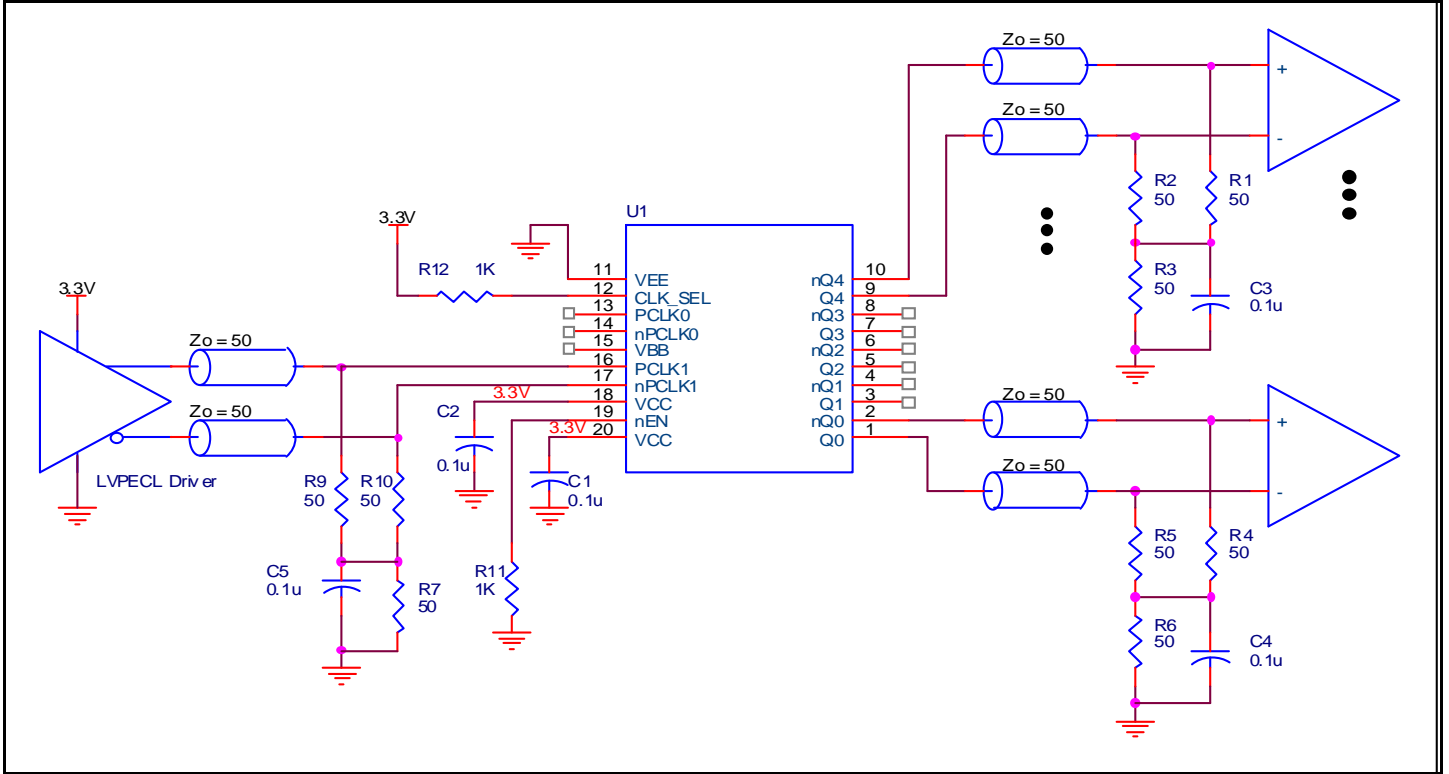 Zo = 50
+
Zo = 50
-
R2
50
R1
50
R3
50
C3
0.1u
3.3V
R12 1K
U1
11 VEE
12 CLK_SEL
13 PCLK0
14 nPCLK0
15 VBB
16 PCLK1
17 nPCLK1
18 VCC
19 nEN
20 VCC
nQ4 10
Q4 9
nQ3 8
Q3 7
nQ2 6
Q2 5
nQ1 4
Q1 3
nQ0 2
Q0 1
3.3V
Zo = 50
Zo = 50
LVPECL Driver
3.3V
3.3V
C2
0.1u
C1
0.1u
R9
50
R10
50
C5
0.1u
R7
50
R11
1K
Zo = 50
+
Zo = 50
-
R5
50
R4
50
R6
50
C4
0.1u